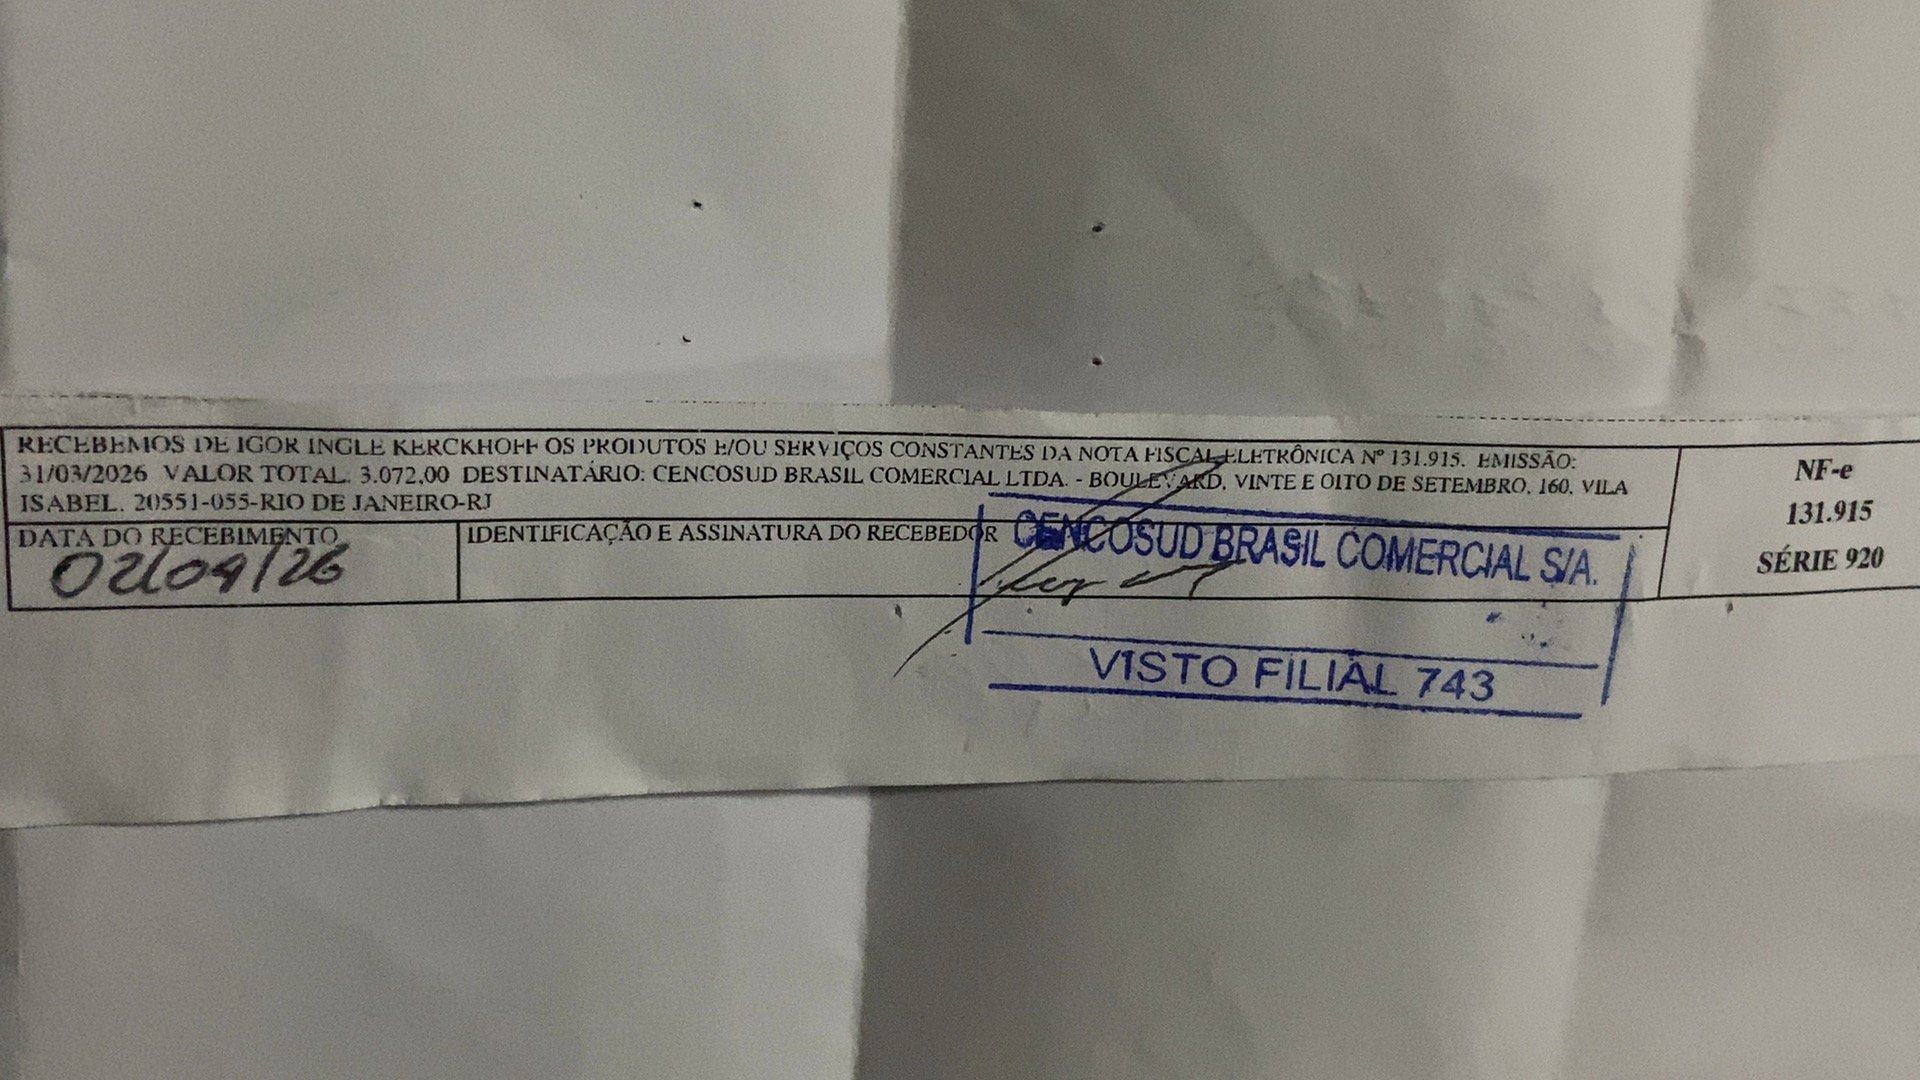 RECEBEMOS DE IGOR INGLE KERCKHOFF OS PRODUTOS E/OU SERVIÇOS CONSTANTES DA NOTA FISCAL ELETRÔNICA Nº 131.915. EMISSÃO:
31/03/2026 VALOR TOTAL. 3.072,00 DESTINATÁRIO: CENCOSUD BRASIL COMERCIAL LTDA. - BOULEVARD, VINTE E OITO DE SETEMBRO, 160, VILA
ISABEL. 20551-055-RIO DE JANEIRO-RJ
DATA DO RECEBIMENTO
02/04/26
IDENTIFICAÇÃO E ASSINATURA DO RECEBEDOR
CENCOSUD BRASIL COMERCIAL S/A.
VISTO FILIAL 743
NF-e
131.915
SÉRIE 920